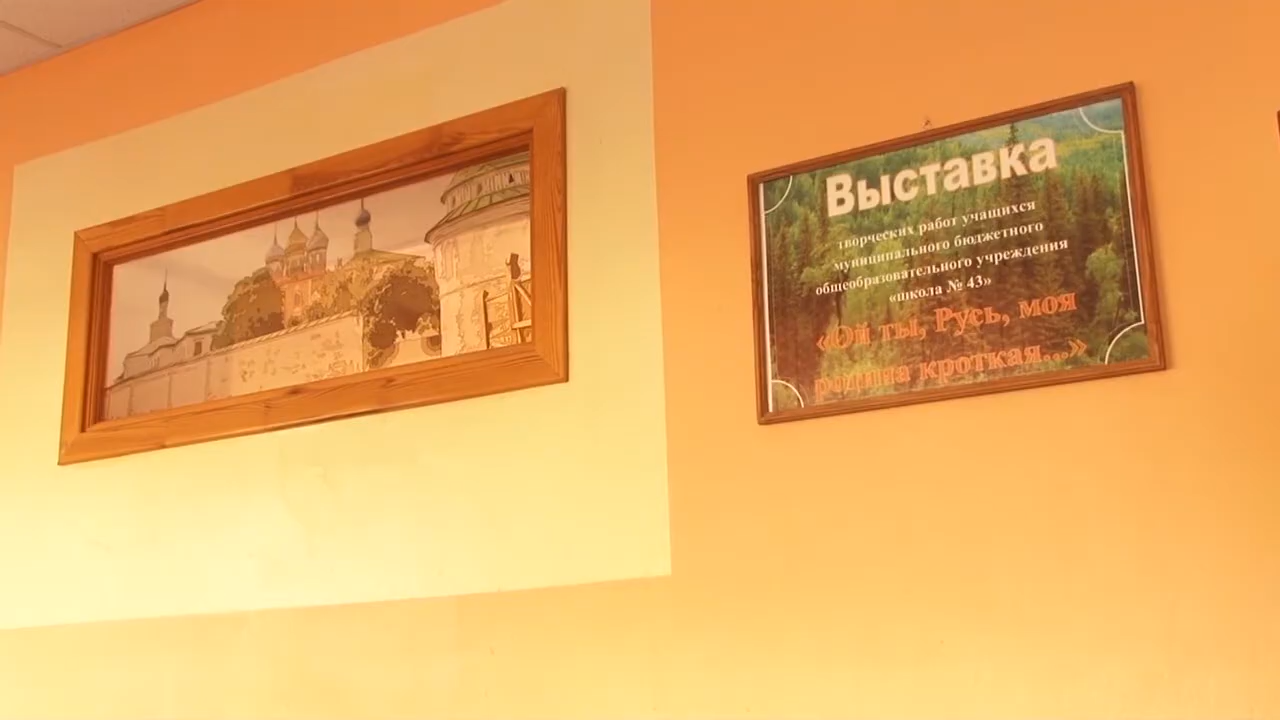 Выставка
творческих работ учащихся
муниципального бюджетного
общеобразовательного учреждения
«школа № 43»
«Ой ты, Русь, моя
родина кроткая...»